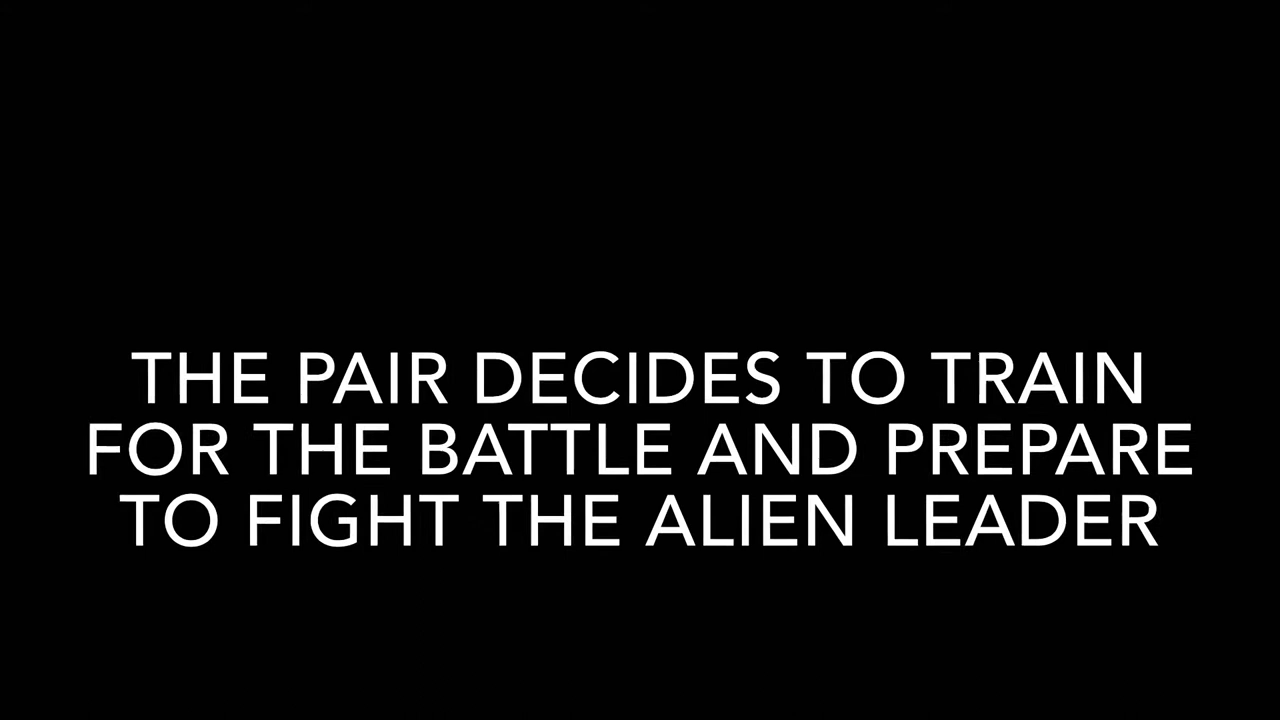 THE PAIR DECIDES TO TRAIN
FOR THE BATTLE AND PREPARE
TO FIGHT THE ALIEN LEADER